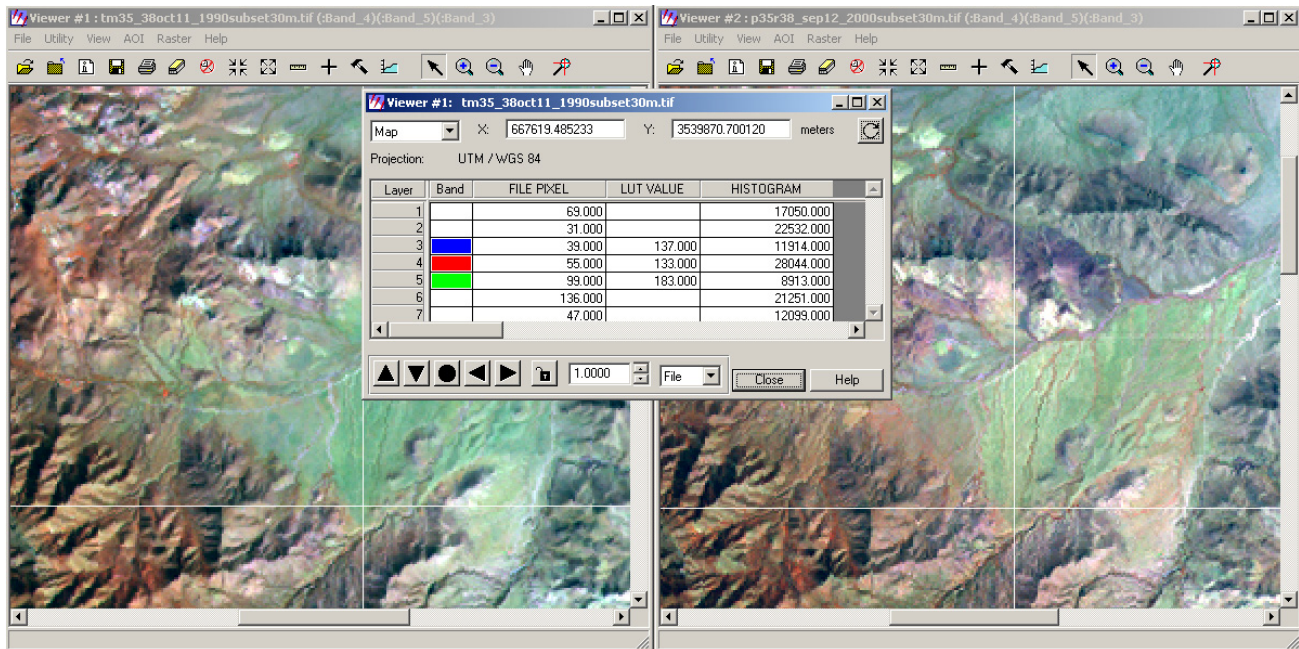 Viewer #1 : tm35_38oct11_1990subset30m.tif (:Band_4)(:Band_5)(:Band_3)
File Utility View AOI Raster Help
Viewer #2 : p35r38_sep12_2000subset30m.tif (:Band_4)(:Band_5)(:Band_3)
File Utility View AOI Raster Help
Viewer #1: tm35_38oct11_1990subset30m.tif
Map X: 667619.485233 Y: 3539870.700120 meters
Projection: UTM / WGS 84
Layer Band FILE PIXEL LUT VALUE HISTOGRAM
1 69.000 17050.000
2 31.000 22532.000
3 39.000 137.000 11914.000
4 55.000 133.000 28044.000
5 99.000 183.000 8913.000
6 136.000 21251.000
7 47.000 12099.000
1.0000 File Close Help